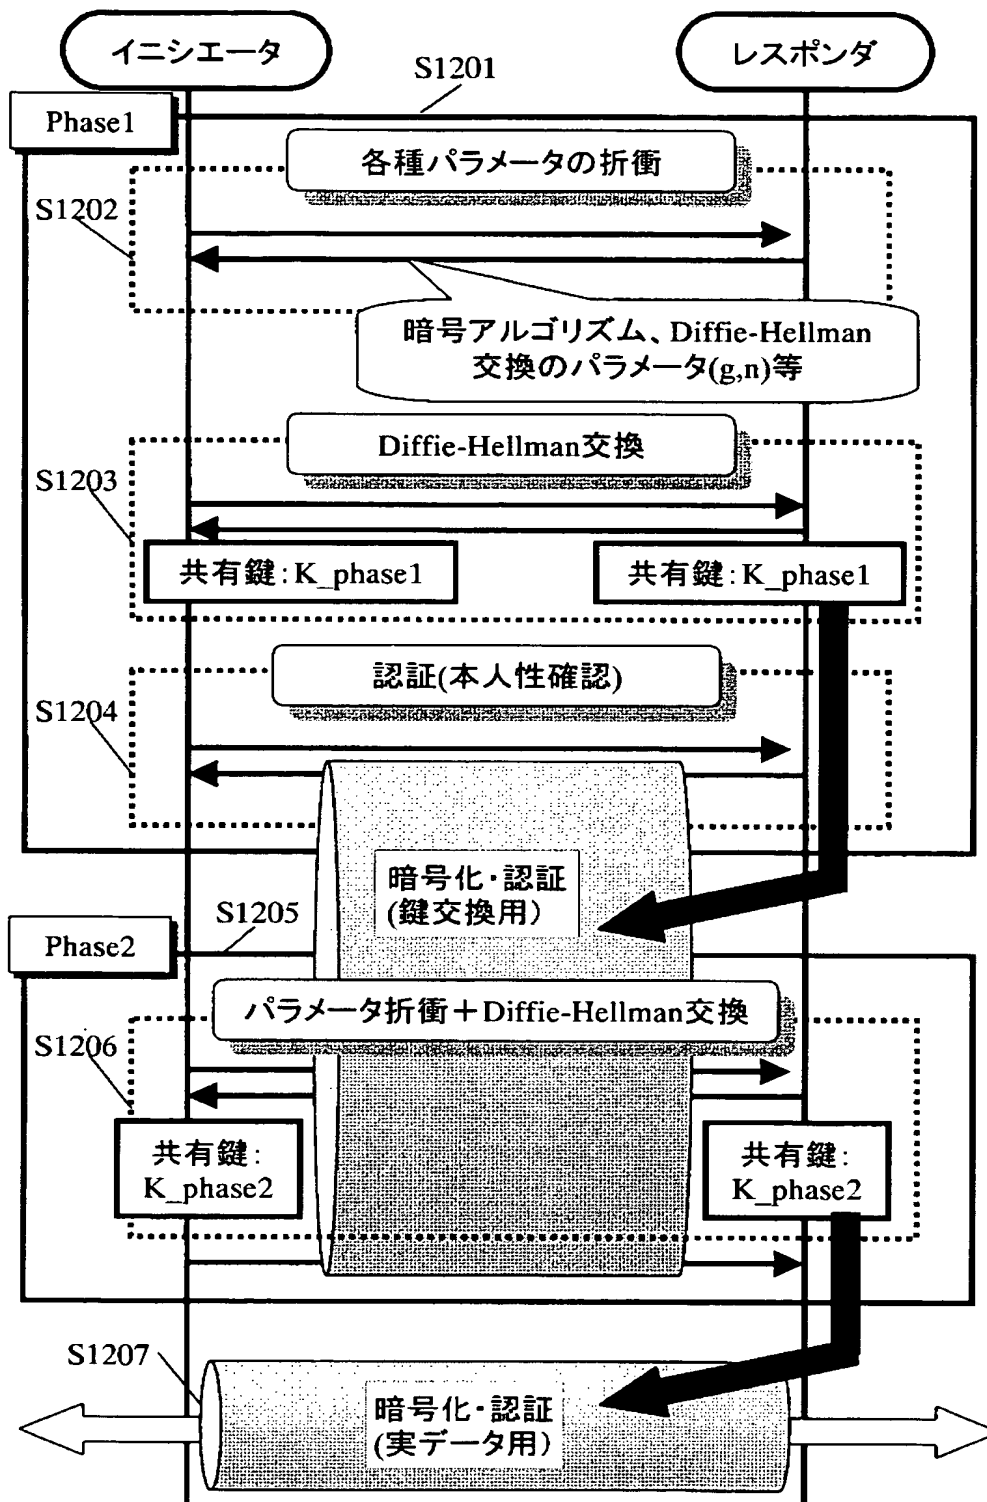 イニシエータ
レスポンダ
S1201
Phase1
各種パラメータの折衝
S1202
暗号アルゴリズム、Diffie-Hellman
交換のパラメータ(g,n)等
Diffie-Hellman交換
S1203
共有鍵:K_phase1
共有鍵:K_phase1
認証(本人性確認)
S1204
暗号化・認証
(鍵交換用)
S1205
Phase2
パラメータ折衝+Diffie-Hellman交換
S1206
共有鍵:
K_phase2
共有鍵:
K_phase2
S1207
暗号化・認証
(実データ用)